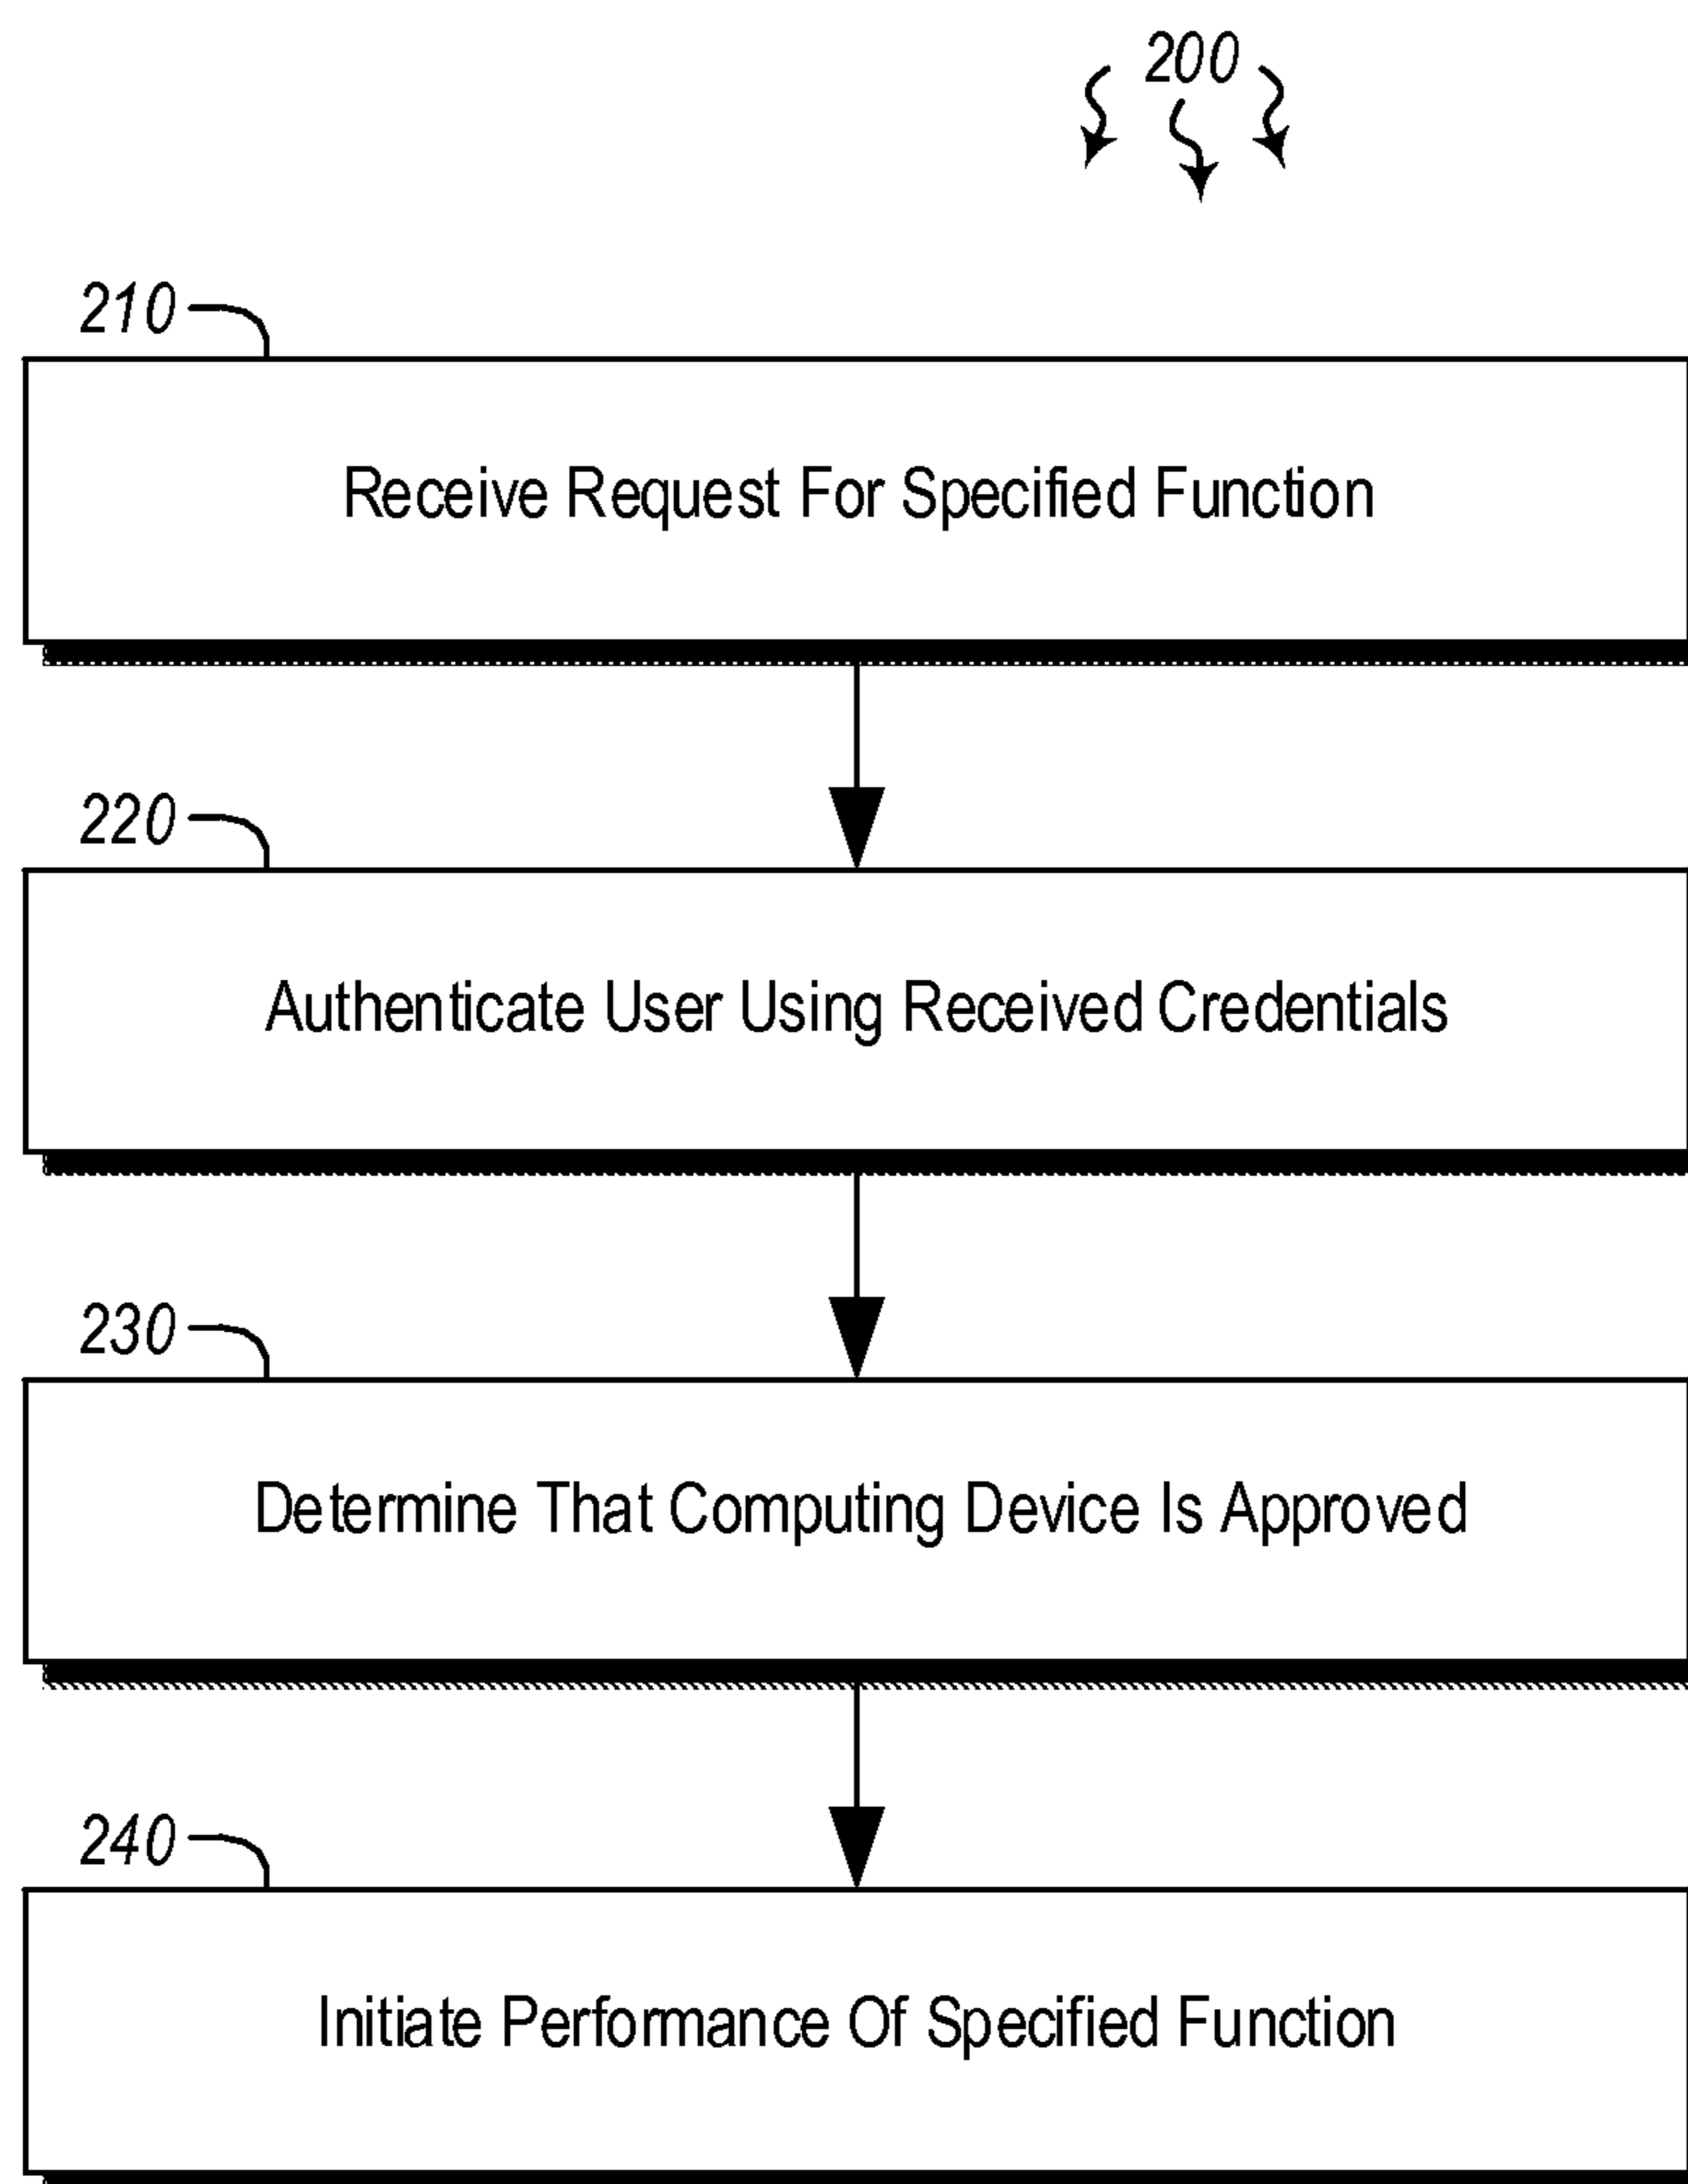 200
210
Receive Request For Specified Function
220
Authenticate User Using Received Credentials
230
Determine That Computing Device Is Approved
240
Initiate Performance Of Specified Function